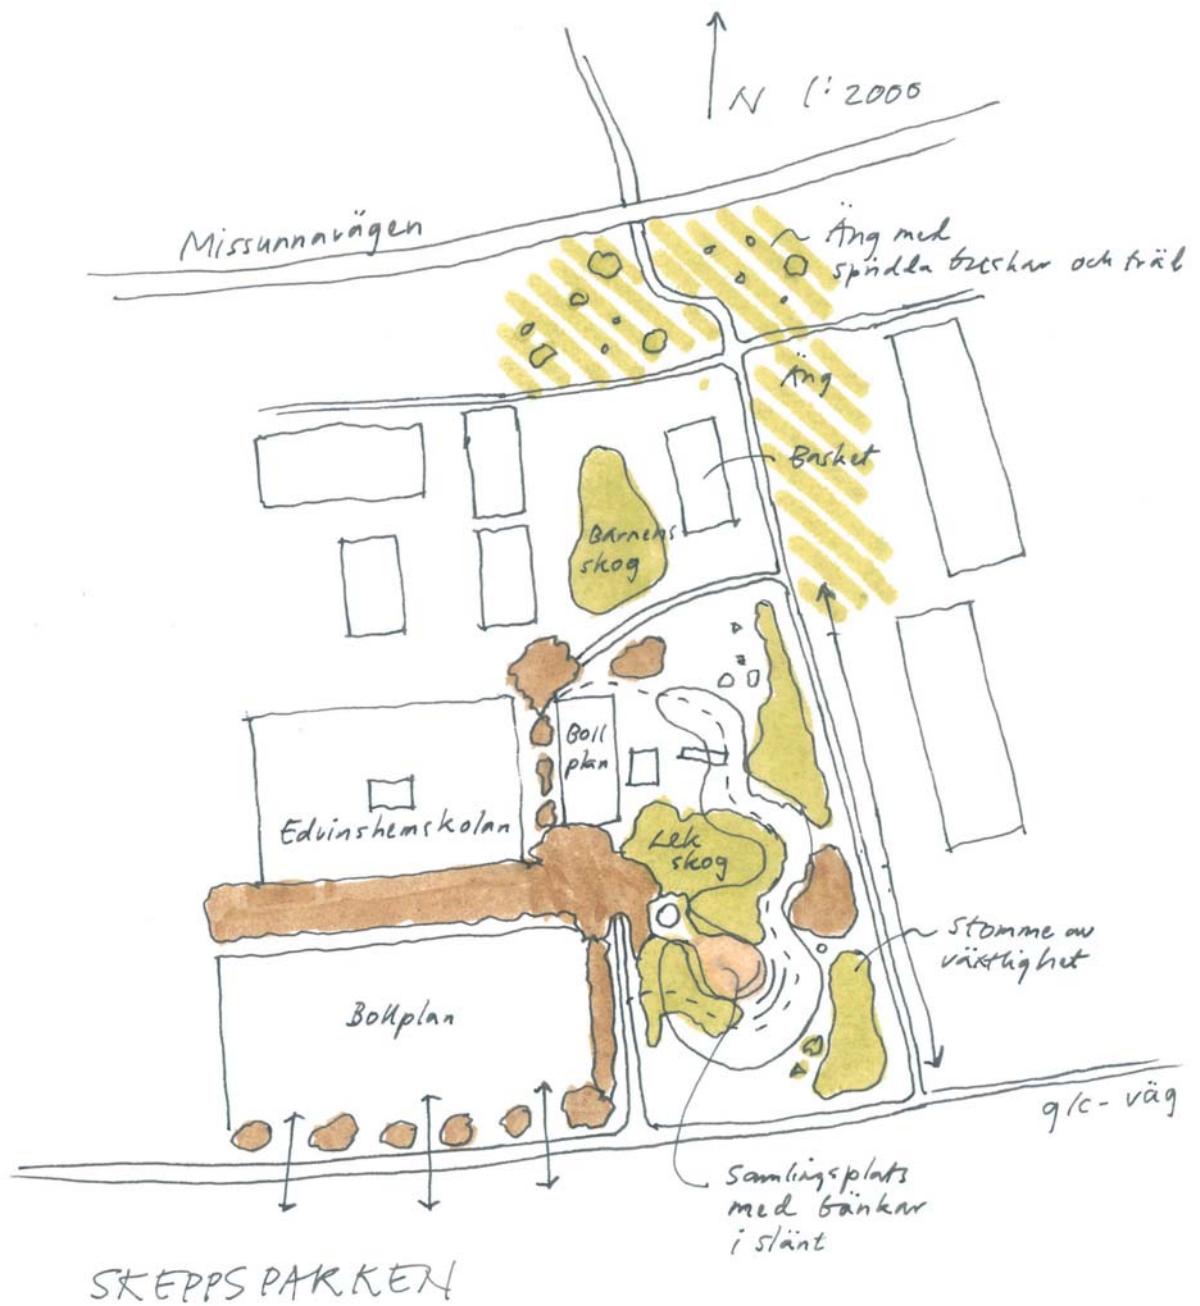 N 1:2000
Missunnavägen
Äng med
spridda buskar och träd
Äng
Basket
Barnens
skog
Boll
plan
Edvinshemskolan
Lek
skog
Stomme av
växtlighet
Bollplan
g/c-väg
Samlingsplats
med bänkar
i slänt
SKEPPSPARKEN